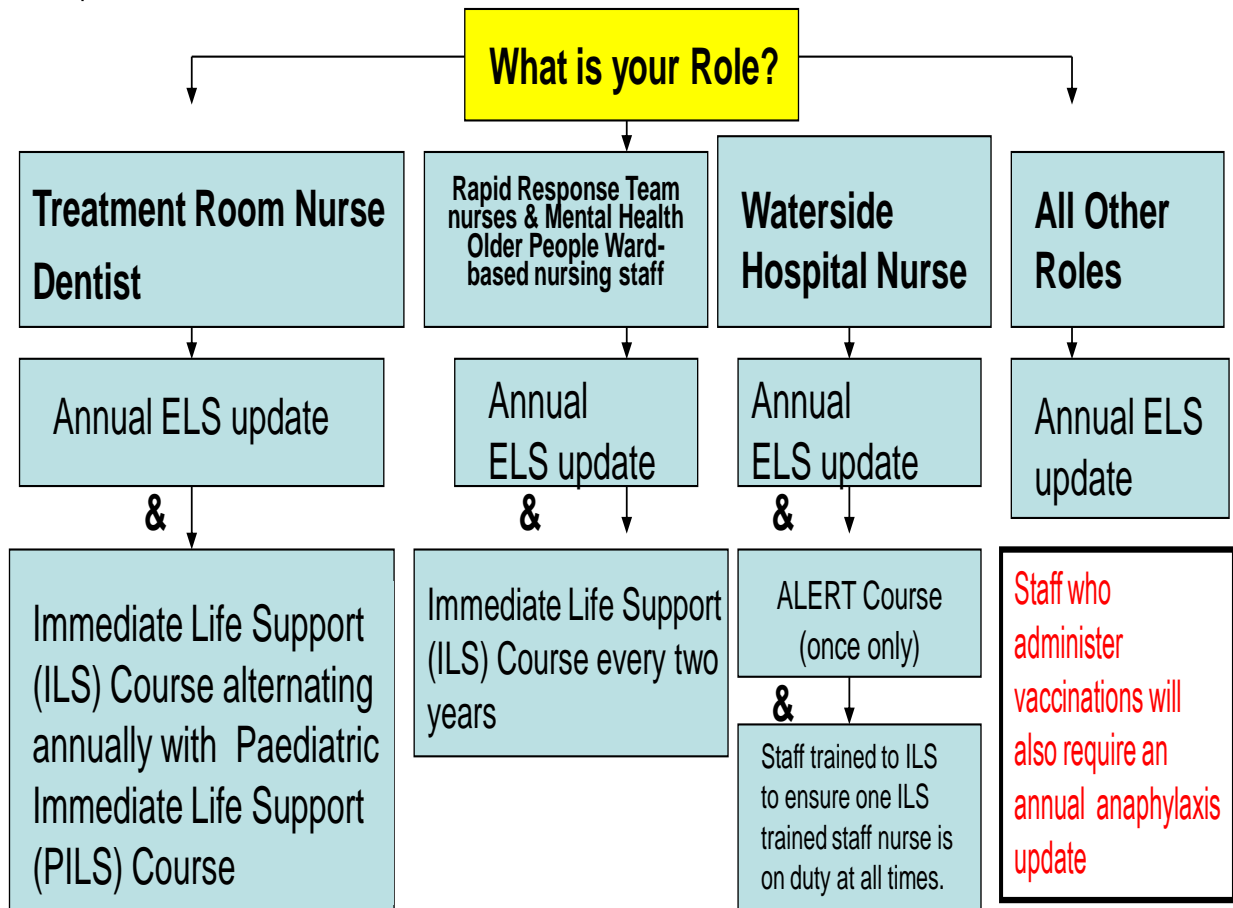 What is your Role?
Treatment Room Nurse
Dentist
Rapid Response Team
nurses & Mental Health
Older People Ward-
based nursing staff
Waterside
Hospital Nurse
All Other
Roles
Annual ELS update
Annual
ELS update
Annual
ELS update
Annual ELS
update
&
&
&
Immediate Life Support
(ILS) Course alternating
annually with Paediatric
Immediate Life Support
(PILS) Course
Immediate Life Support
(ILS) Course every two
years
ALERT Course
(once only)
&
Staff trained to ILS
to ensure one ILS
trained staff nurse is
on duty at all times.
Staff who
administer
vaccinations will
also require an
annual anaphylaxis
update